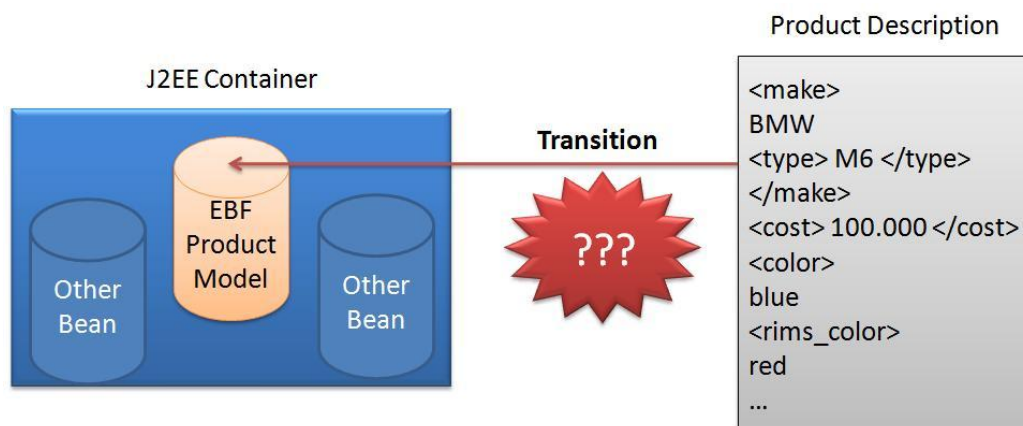 Product Description
J2EE Container
<make>
BMW
<type> M6 </type>
</make>
<cost> 100.000 </cost>
<color>
blue
<rims_color>
red
...
Transition
???
EBF
Product
Model
Other
Bean
Other
Bean